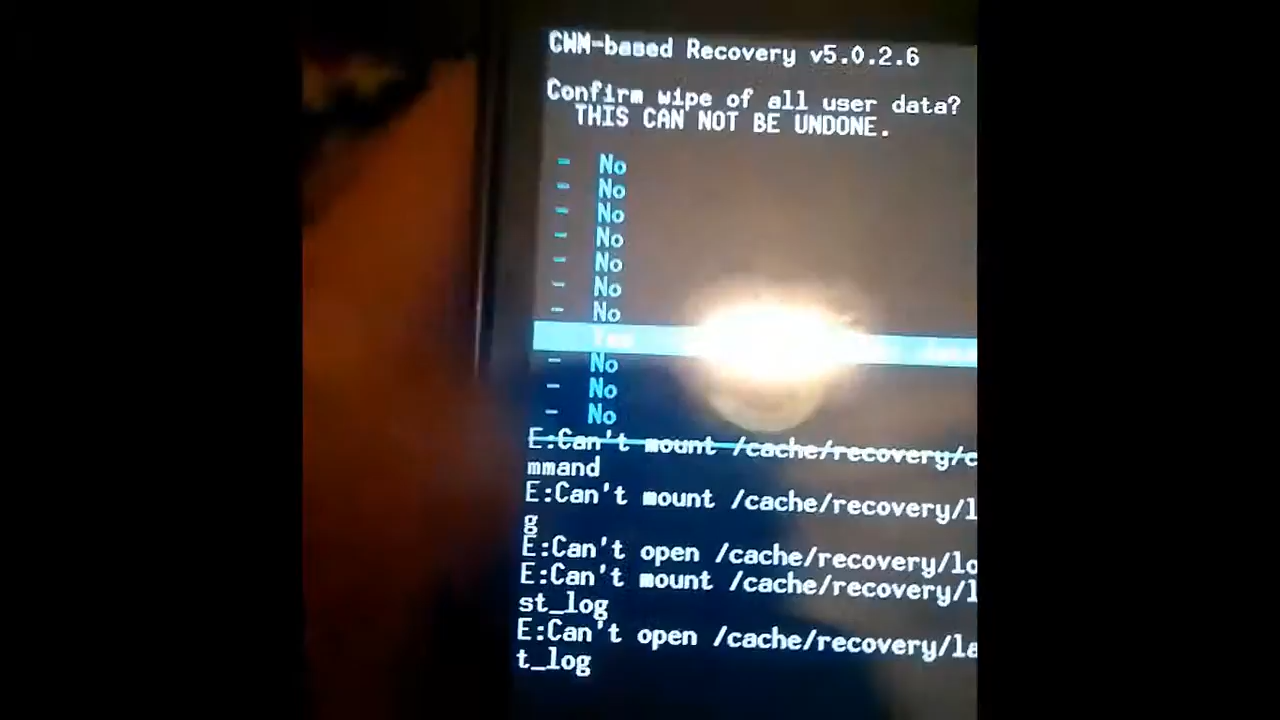 CWM-based Recovery v5.0.2.6
Confirm wipe of all user data?
THIS CAN NOT BE UNDONE.
- No
- No
- No
- No
- No
- No
- No
Yes
- No
- No
- No
E:Can't mount /cache/recovery/c
mmand
E:Can't mount /cache/recovery/l
g
E:Can't open /cache/recovery/lo
E:Can't mount /cache/recovery/l
st_log
E:Can't open /cache/recovery/la
t_log